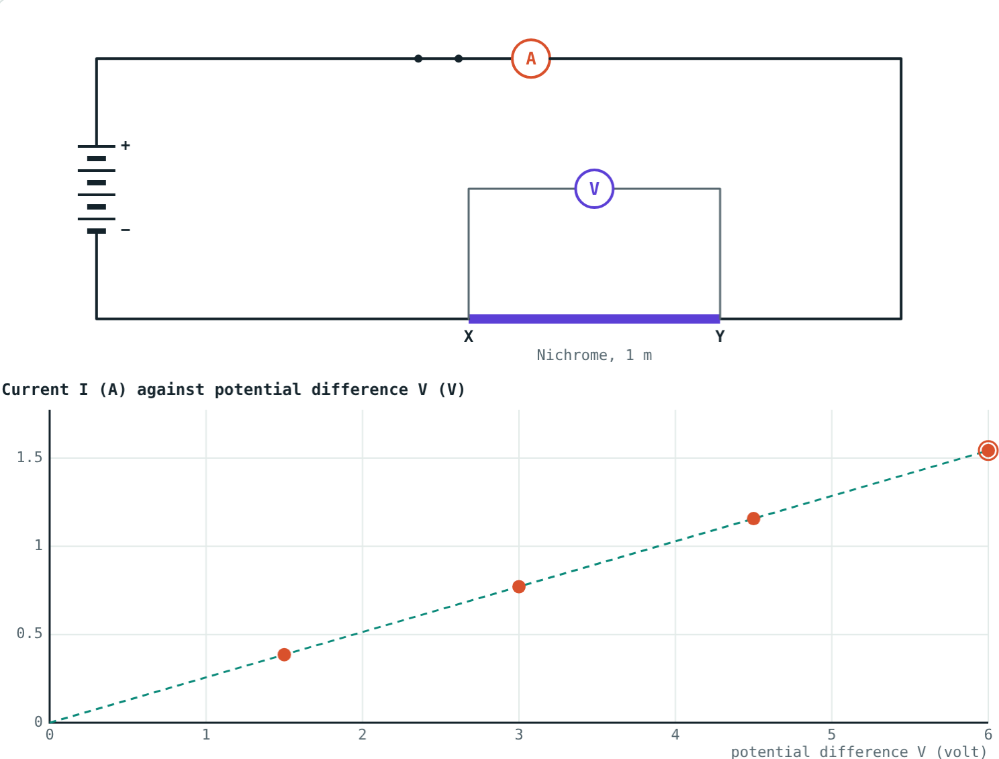 A
+
V
−
X Y
Nichrome, 1 m
Current I (A) against potential difference V (V)
1.5
1
0.5
0
0 1 2 3 4 5 6
potential difference V (volt)